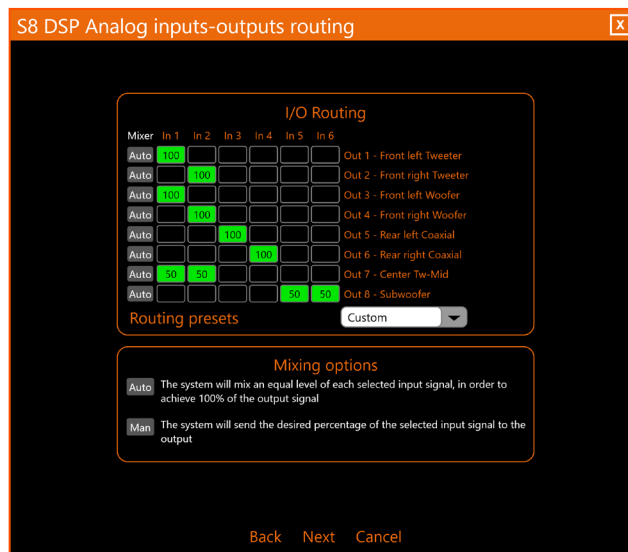 S8 DSP Analog inputs-outputs routing X
I/O Routing
Mixer In 1 In 2 In 3 In 4 In 5 In 6
Auto 100 Out 1 - Front left Tweeter
Auto 100 Out 2 - Front right Tweeter
Auto 100 Out 3 - Front left Woofer
Auto 100 Out 4 - Front right Woofer
Auto 100 Out 5 - Rear left Coaxial
Auto 100 Out 6 - Rear right Coaxial
Auto 50 50 Out 7 - Center Tw-Mid
Auto 50 50 Out 8 - Subwoofer
Routing presets Custom
Mixing options
Auto The system will mix an equal level of each selected input signal, in order to
achieve 100% of the output signal
Man The system will send the desired percentage of the selected input signal to the
output
Back Next Cancel